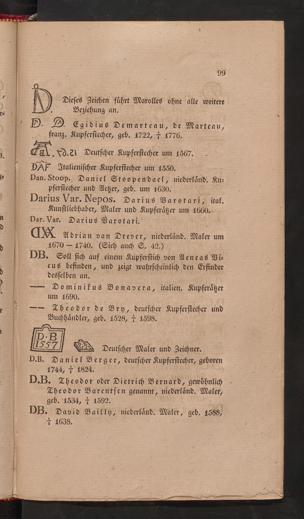 99
Dieses Zeichen führt Marolles ohne alle weitere
Beziehung an.
D. D Egidius Demarteau, de Marteau,
franz. Kupferstecher, geb. 1722, † 1776.
Deutscher Kupferstecher um 1567.
DAF Italienischer Kupferstecher um 1550.
Dan. Stoop. Daniel Stoopendael, niederländ. Ku-
pferstecher und Aetzer, geb. um 1630.
Darius Var. Nepos. Darius Varotari, ital.
Kunstliebhaber, Maler und Kupferätzer um 1660.
Dar. Var. Darius Varotari.
Adrian van Drever, niederländ. Maler um
1670 — 1740. (Sieh auch S. 42.)
DB. Soll sich auf einem Kupferstich von Aeneas Vi-
cus befinden, und zeigt wahrscheinlich den Erfinder
desselben an.
—— Dominikus Bonavera, italien. Kupferätzer
um 1690.
—— Theodor de Bry, deutscher Kupferstecher und
Buchhändler, geb. 1528, † 1598.
D·B
1557
Deutscher Maler und Zeichner.
D.B. Daniel Berger, deutscher Kupferstecher, geboren
1744, † 1824.
D.B. Theodor oder Dietrich Bernard, gewöhnlich
Theodor Barentsen genannt, niederländ. Maler,
geb. 1534, † 1592.
DB. David Bailly, niederländ. Maler, geb. 1588,
† 1638.